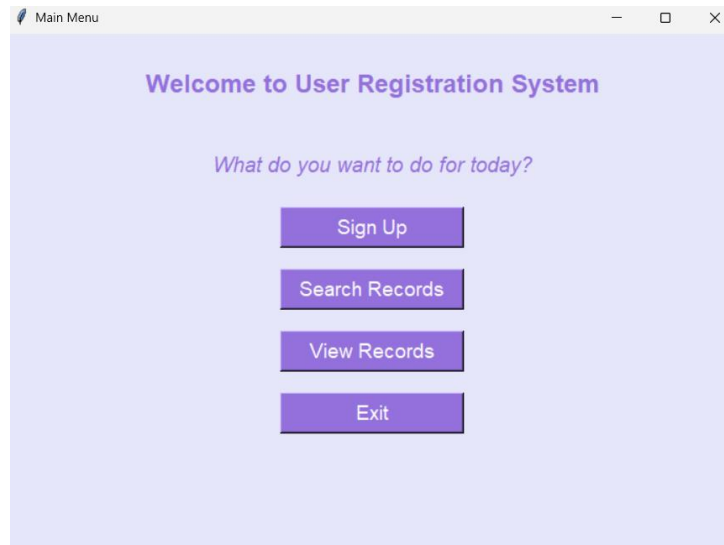 Main Menu
Welcome to User Registration System
What do you want to do for today?
Sign Up
Search Records
View Records
Exit